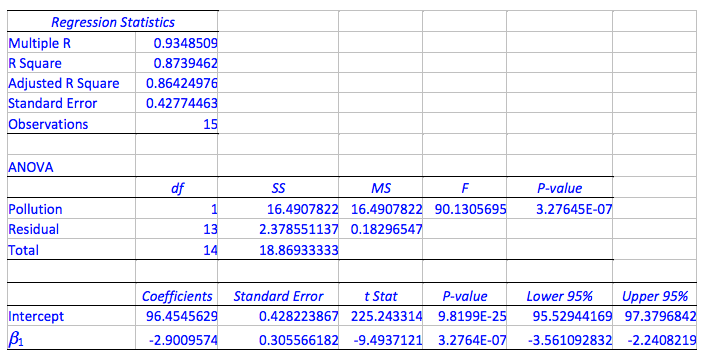 Regression Statistics
Multiple R 0.9348509
R Square 0.8739462
Adjusted R Square 0.86424976
Standard Error 0.42774463
Observations 15
ANOVA
df SS MS F P-value
Pollution 1 16.4907822 16.4907822 90.1305695 3.27645E-07
Residual 13 2.378551137 0.18296547
Total 14 18.86933333
Coefficients Standard Error t Stat P-value Lower 95% Upper 95%
Intercept 96.4545629 0.428223867 225.243314 9.8199E-25 95.52944169 97.3796842
β1 -2.9009574 0.305566182 -9.4937121 3.2764E-07 -3.561092832 -2.2408219